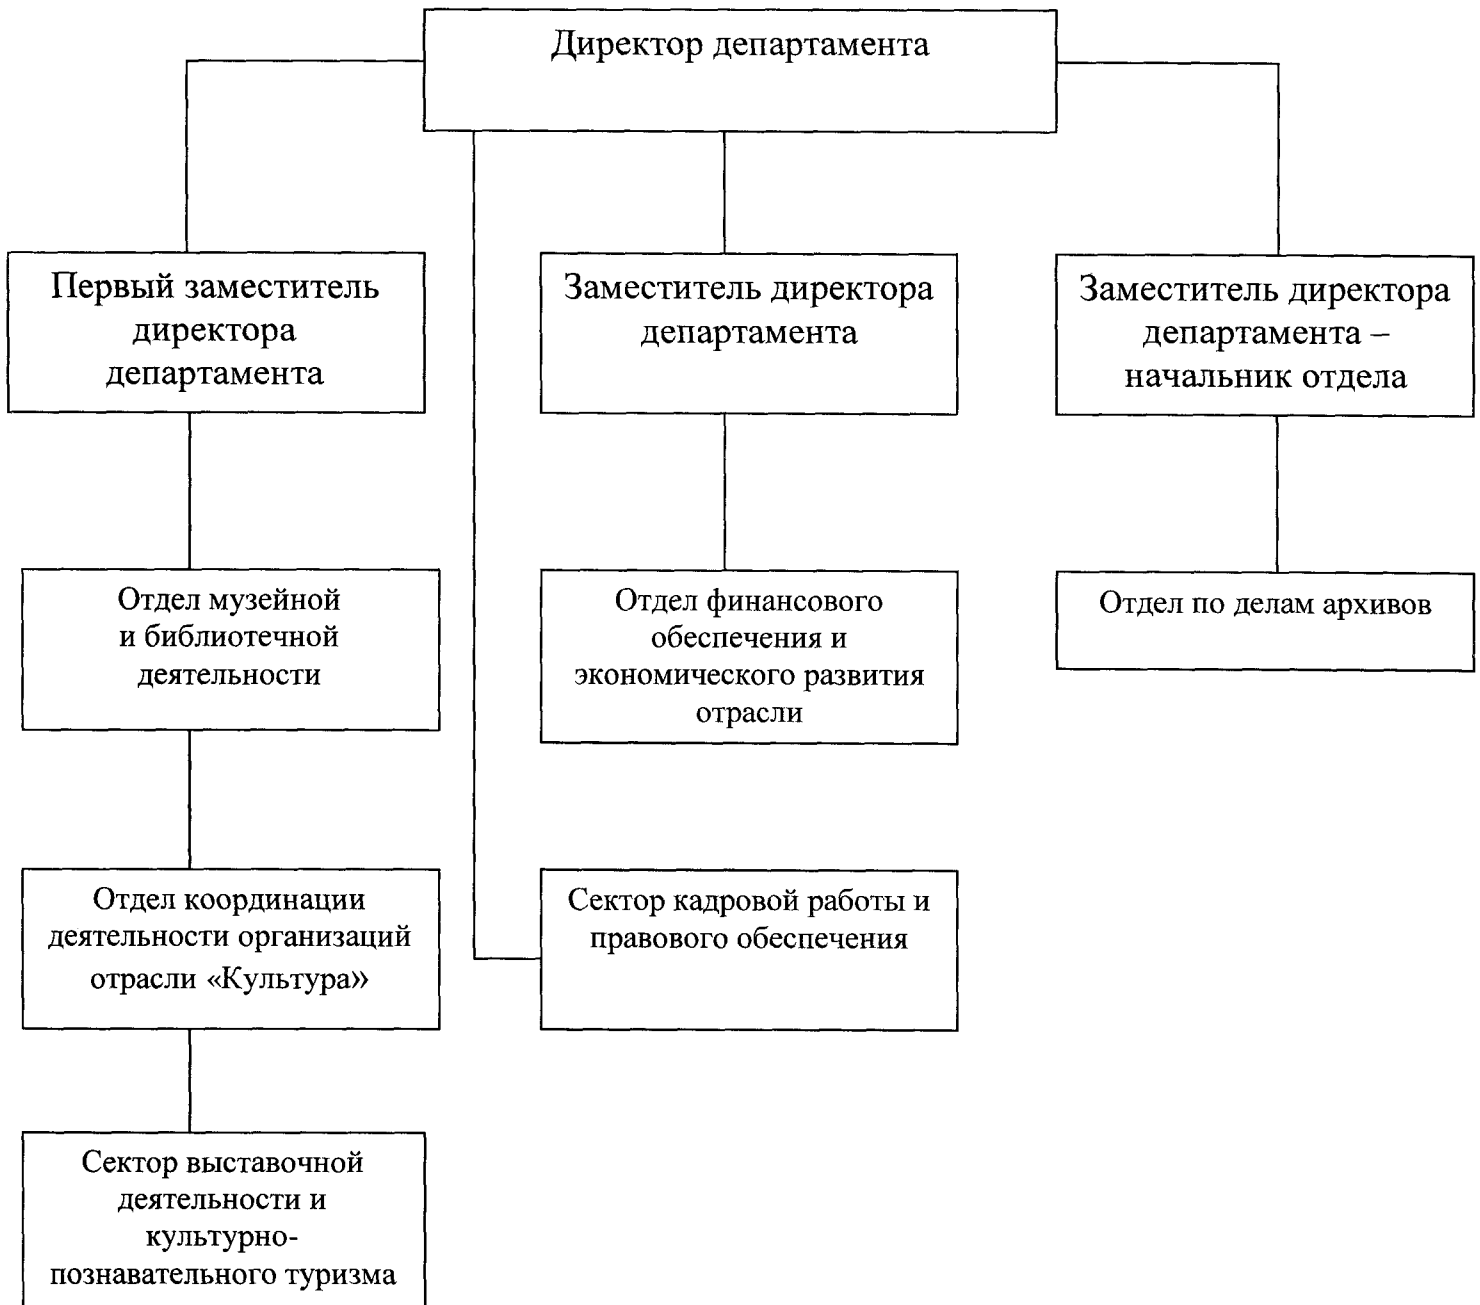 Директор департамента
Первый заместитель
директора
департамента
Заместитель директора
департамента
Заместитель директора
департамента –
начальник отдела
Отдел музейной
и библиотечной
деятельности
Отдел финансового
обеспечения и
экономического развития
отрасли
Отдел по делам архивов
Отдел координации
деятельности организаций
отрасли «Культура»
Сектор кадровой работы и
правового обеспечения
Сектор выставочной
деятельности и
культурно-
познавательного туризма